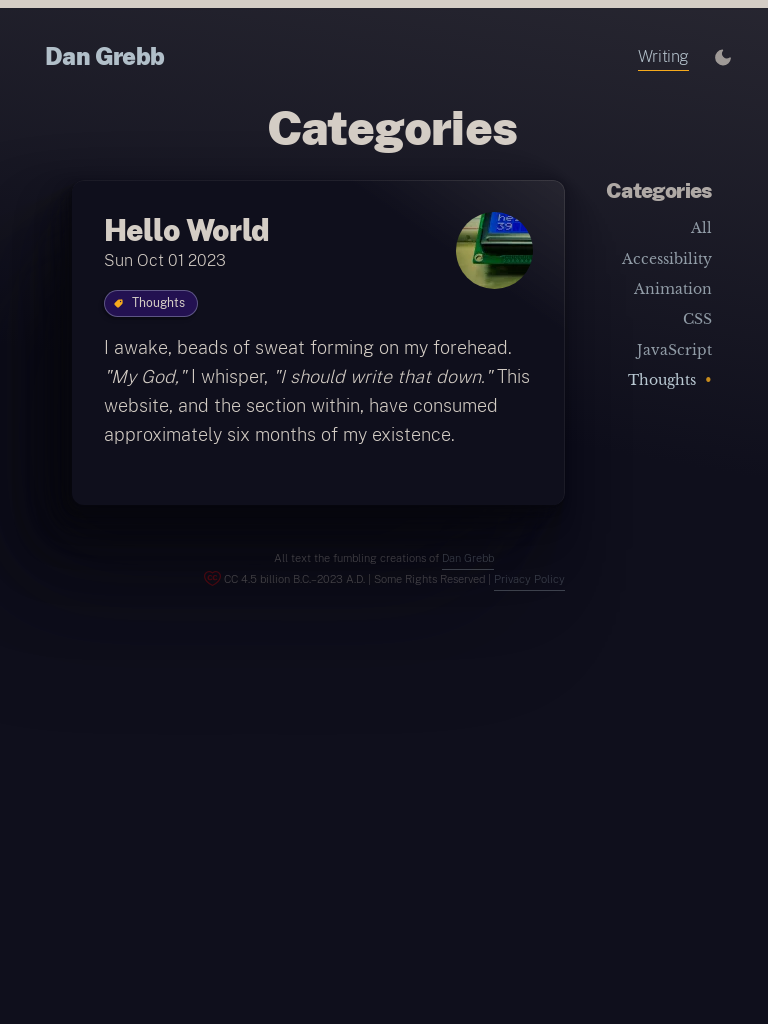 Dan Grebb
Writing
Categories
Hello World
Sun Oct 01 2023
Thoughts
I awake, beads of sweat forming on my forehead.
"My God," I whisper, "I should write that down." This
website, and the section within, have consumed
approximately six months of my existence.
Categories
All
Accessibility
Animation
CSS
JavaScript
Thoughts •
All text the fumbling creations of Dan Grebb
CC 4.5 billion B.C.–2023 A.D. | Some Rights Reserved | Privacy Policy